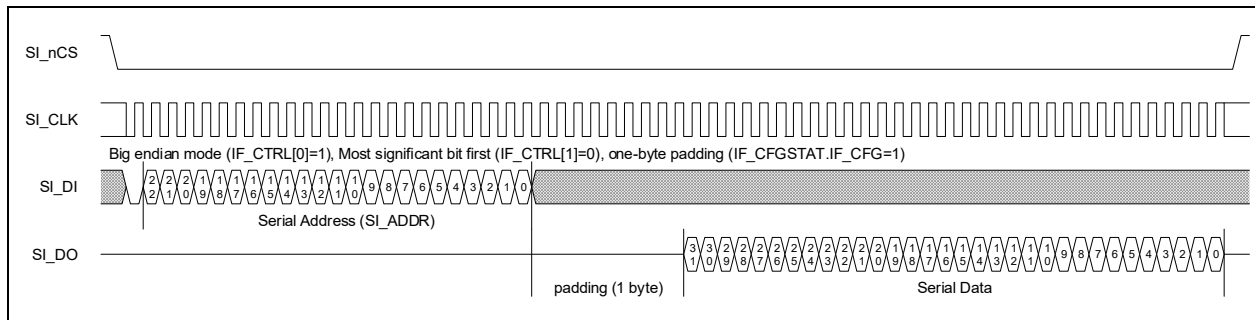 SI_nCS
SI_CLK
Big endian mode (IF_CTRL[0]=1), Most significant bit first (IF_CTRL[1]=0), one-byte padding (IF_CFGSTAT.IF_CFG=1)
SI_DI 22 21 20 19 18 17 16 15 14 13 12 11 10 9 8 7 6 5 4 3 2 1 0
Serial Address (SI_ADDR)
SI_DO 31 30 29 28 27 26 25 24 23 22 21 20 19 18 17 16 15 14 13 12 11 10 9 8 7 6 5 4 3 2 1 0
padding (1 byte) Serial Data